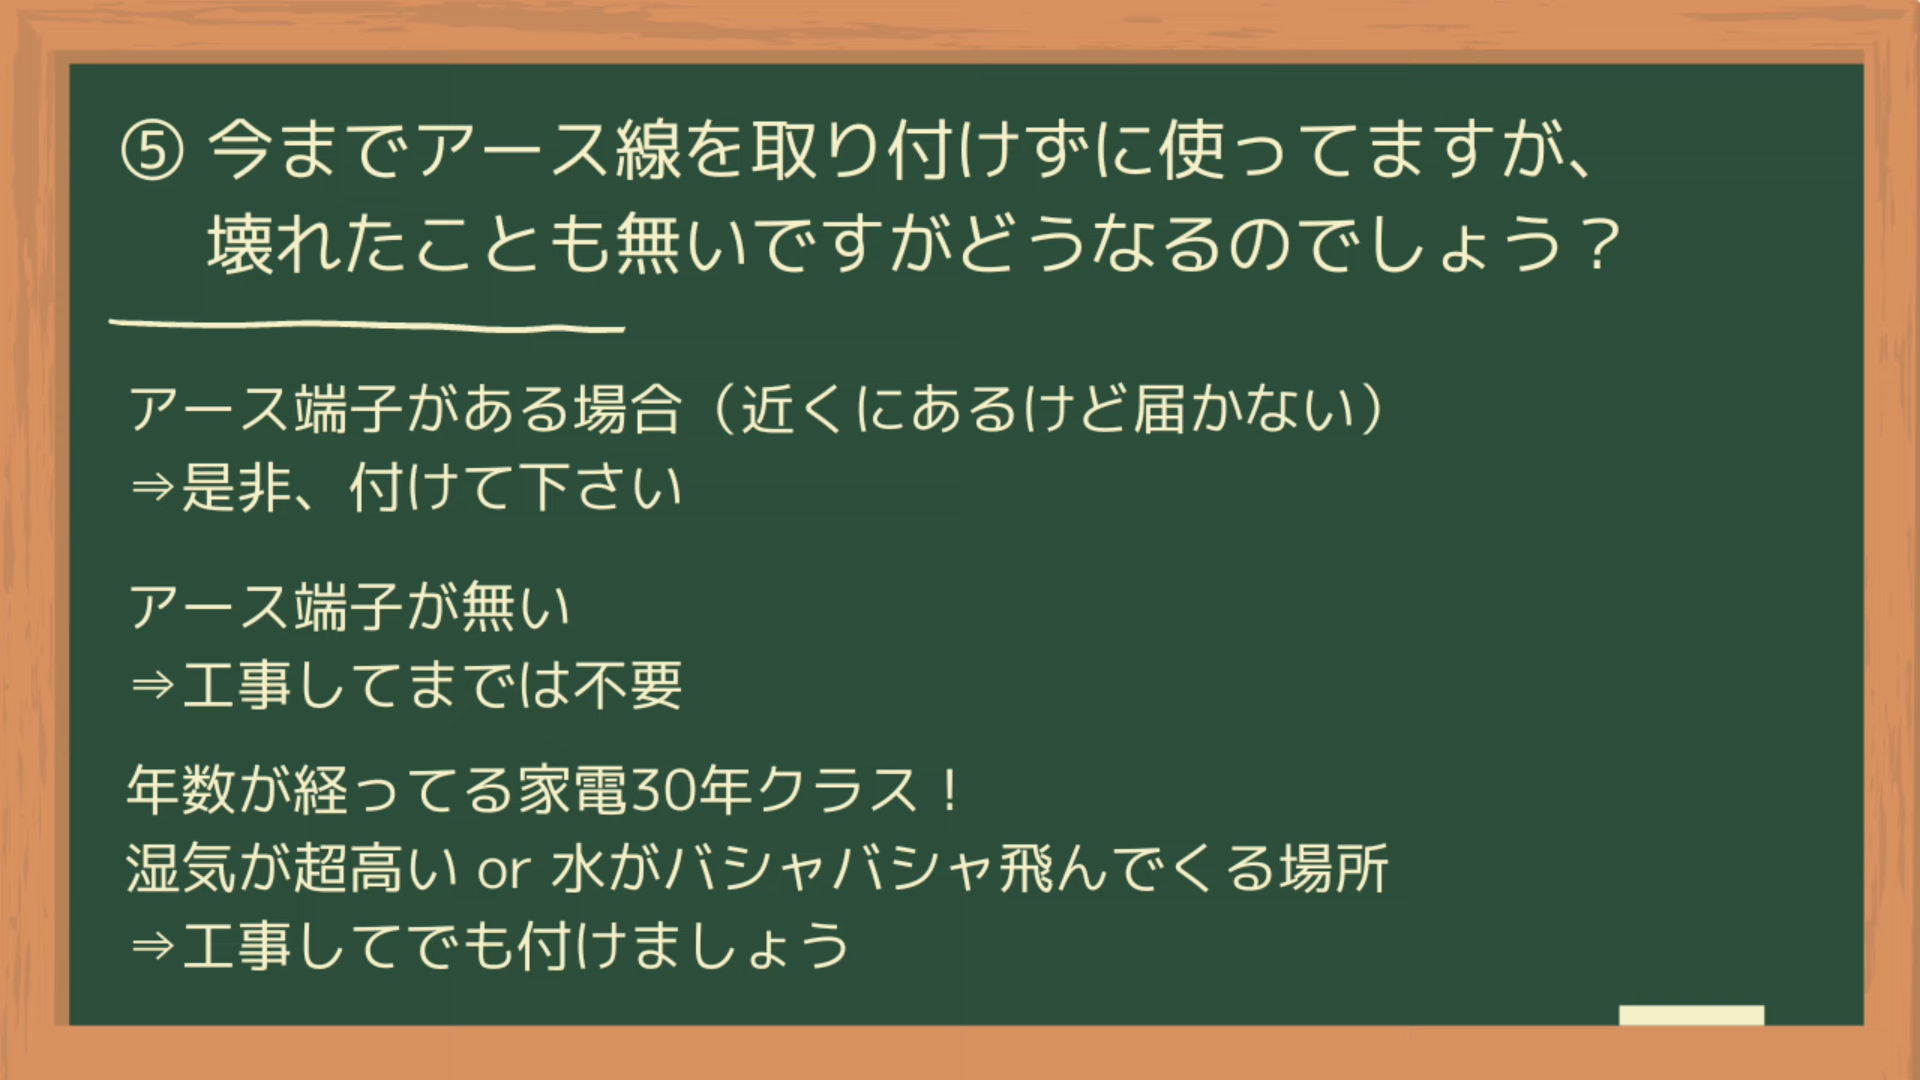 ⑤ 今までアース線を取り付けずに使ってますが、
壊れたことも無いですがどうなるのでしょう？
アース端子がある場合（近くにあるけど届かない）
⇒是非、付けて下さい
アース端子が無い
⇒工事してまでは不要
年数が経ってる家電30年クラス！
湿気が超高い or 水がバシャバシャ飛んでくる場所
⇒工事してでも付けましょう